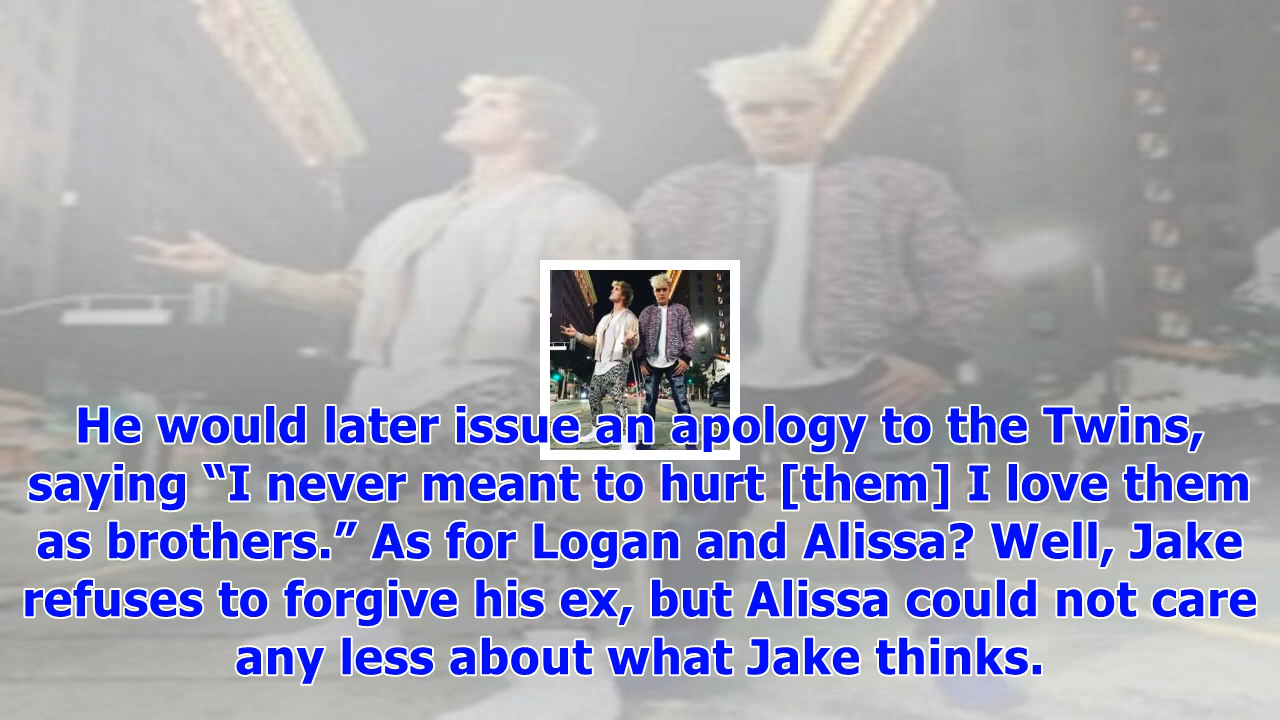 He would later issue an apology to the Twins,
saying “I never meant to hurt [them] I love them
as brothers.” As for Logan and Alissa? Well, Jake
refuses to forgive his ex, but Alissa could not care
any less about what Jake thinks.